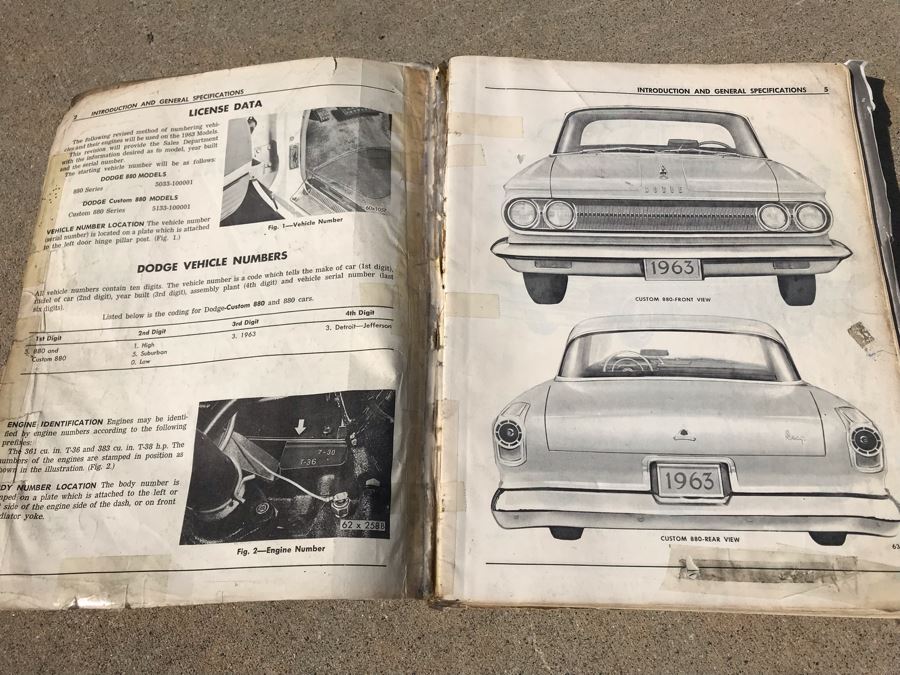 2 INTRODUCTION AND GENERAL SPECIFICATIONS
LICENSE DATA
The following revised method of numbering vehi-
cles and their engines will be used on the 1963 Models.
This revision will provide the Sales Department
with the information desired as to model, year built
and the serial number.
The starting vehicle number will be as follows:
DODGE 880 MODELS
880 Series 5033-100001
DODGE Custom 880 MODELS
Custom 880 Series 5133-100001
VEHICLE NUMBER LOCATION The vehicle number
(serial number) is located on a plate which is attached
to the left door hinge pillar post. (Fig. 1.)
60x105
Fig. 1—Vehicle Number
DODGE VEHICLE NUMBERS
All vehicle numbers contain ten digits. The vehicle number is a code which tells the make of car (1st digit),
model of car (2nd digit), year built (3rd digit), assembly plant (4th digit) and vehicle serial number (last
six digits).
Listed below is the coding for Dodge-Custom 880 and 880 cars.
1st Digit 2nd Digit 3rd Digit 4th Digit
5. 880 and 1. High 3. 1963 3. Detroit—Jefferson
Custom 880 5. Suburban
0. Low
ENGINE IDENTIFICATION Engines may be identi-
fied by engine numbers according to the following
prefixes:
The 361 cu. in. T-36 and 383 cu. in. T-38 h.p. The
numbers of the engines are stamped in position as
shown in the illustration. (Fig. 2.)
DY NUMBER LOCATION The body number is
ped on a plate which is attached to the left or
side of the engine side of the dash, or on front
diator yoke.
T-36
62 x 258B
Fig. 2—Engine Number
INTRODUCTION AND GENERAL SPECIFICATIONS 5
DODGE
1963
CUSTOM 880-FRONT VIEW
1963
CUSTOM 880-REAR VIEW
63